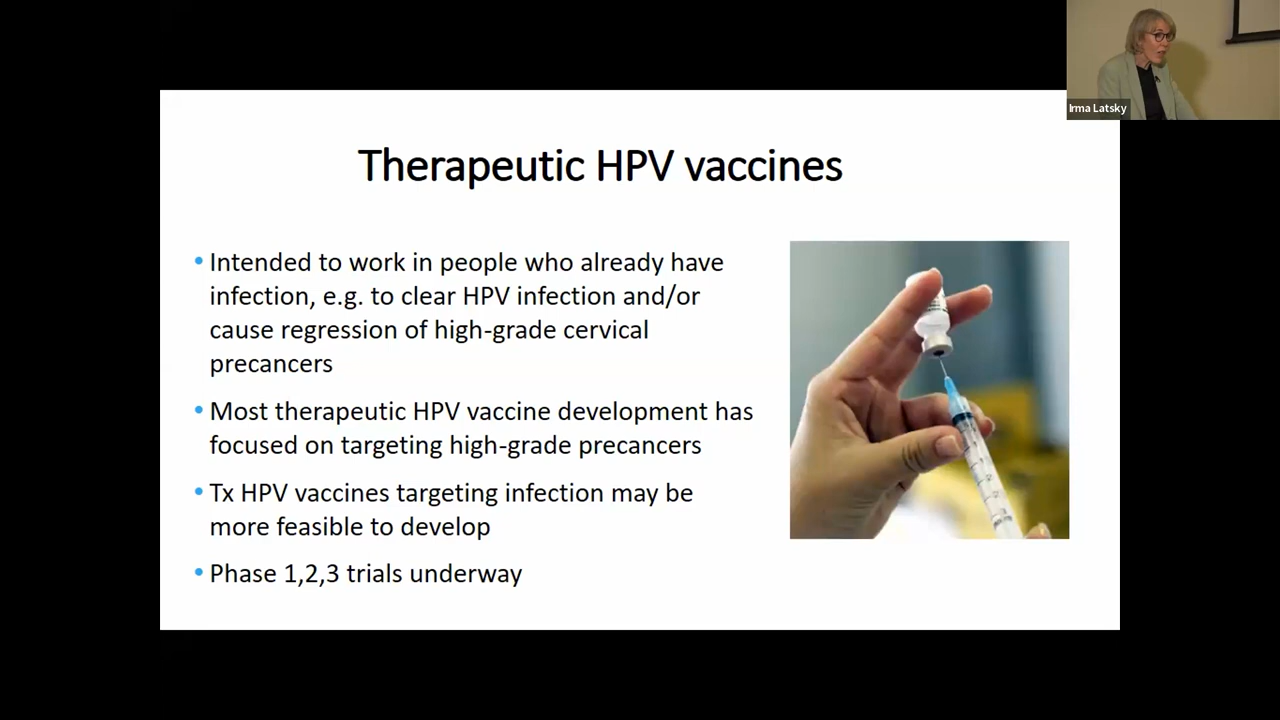 Irma Latsky
Therapeutic HPV vaccines
• Intended to work in people who already have
infection, e.g. to clear HPV infection and/or
cause regression of high-grade cervical
precancers
• Most therapeutic HPV vaccine development has
focused on targeting high-grade precancers
• Tx HPV vaccines targeting infection may be
more feasible to develop
• Phase 1,2,3 trials underway